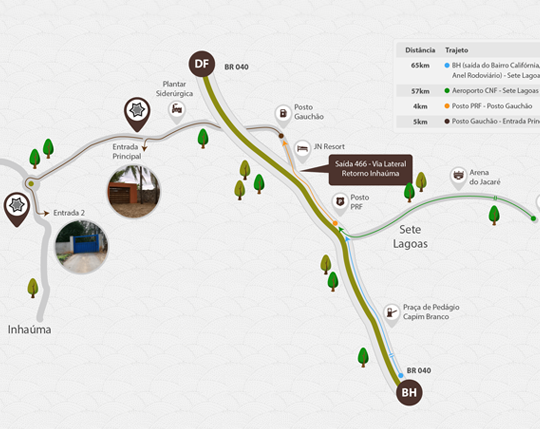 DF
BR 040
Distância Trajeto
65km BH (saída do Bairro Califórnia,
Anel Rodoviário) - Sete Lagoa
57km Aeroporto CNF - Sete Lagoas
4km Posto PRF - Posto Gauchão
5km Posto Gauchão - Entrada Princ
Plantar
Siderúrgica
Posto
Gauchão
Entrada
Principal
JN Resort
Saída 466 - Via Lateral
Retorno Inhaúma
Arena
do Jacaré
Entrada 2
Posto
PRF
Sete
Lagoas
Praça de Pedágio
Capim Branco
Inhaúma
BR 040
BH